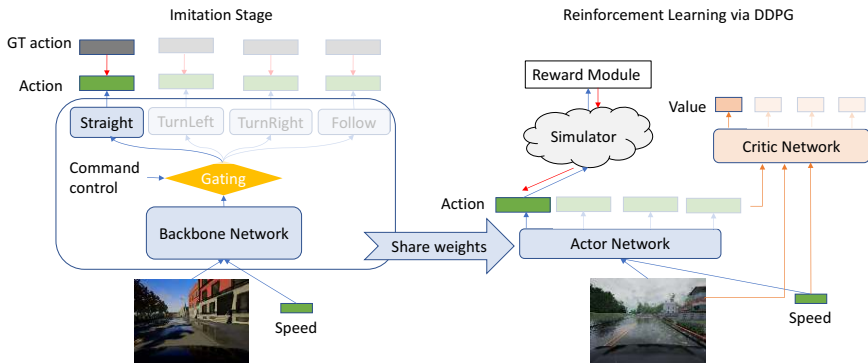 Imitation Stage
GT action
Action
Straight
TurnLeft
TurnRight
Follow
Command
control
Gating
Backbone Network
Speed
Share weights
Reinforcement Learning via DDPG
Reward Module
Simulator
Value
Critic Network
Action
Actor Network
Speed